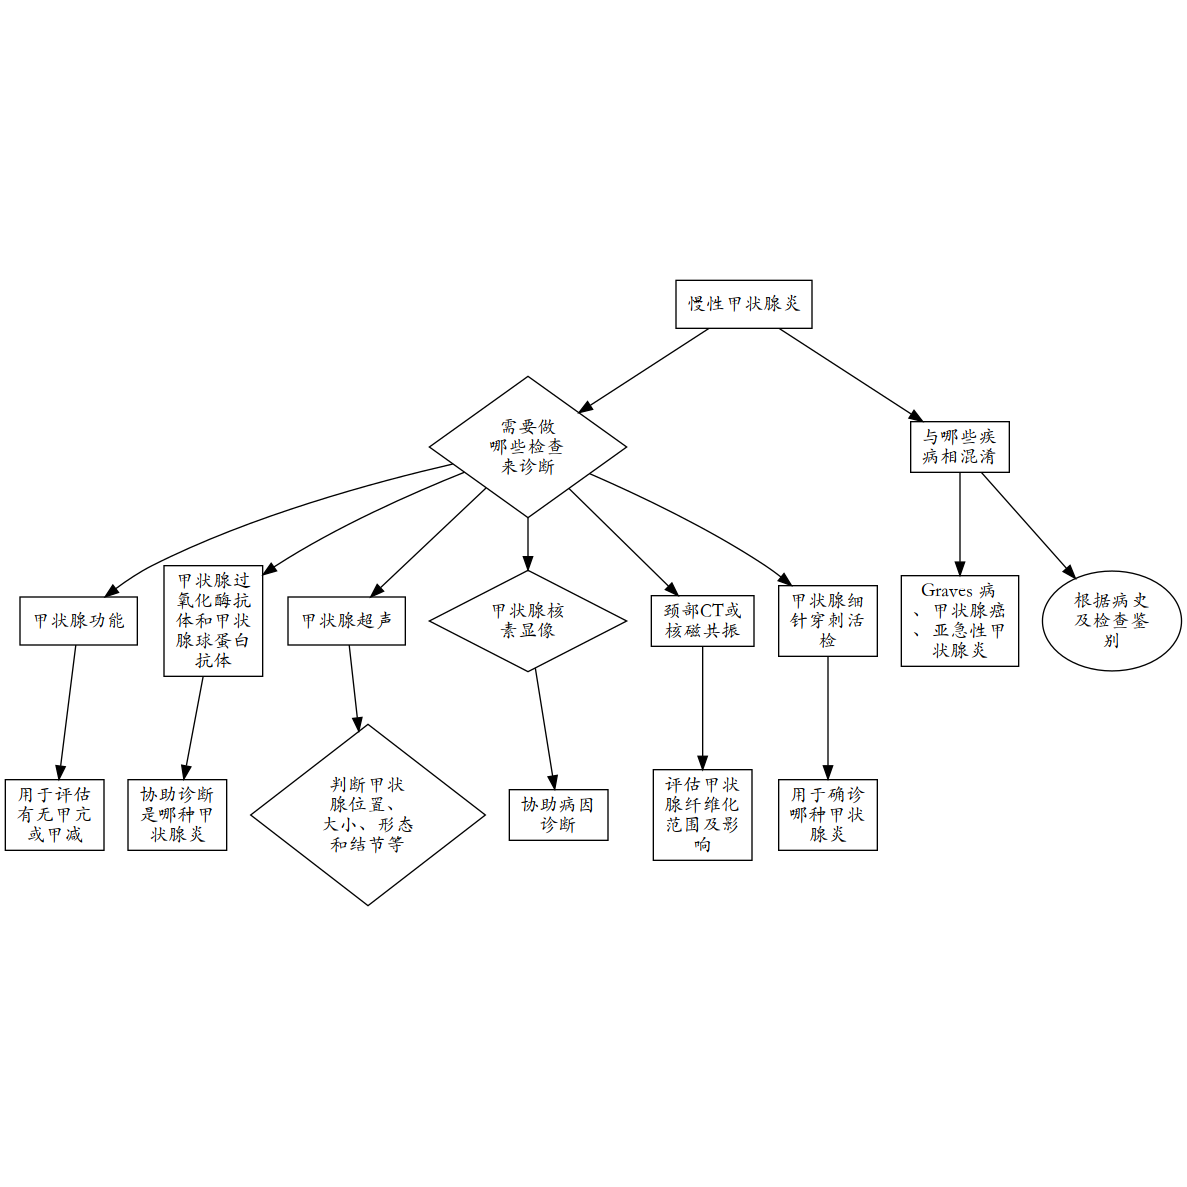 慢性甲状腺炎
需要做
哪些检查
来诊断
与哪些疾
病相混淆
甲状腺功能
甲状腺过
氧化酶抗
体和甲状
腺球蛋白
抗体
甲状腺超声
甲状腺核
素显像
颈部CT或
核磁共振
甲状腺细
针穿刺活
检
Graves 病
、甲状腺癌
、亚急性甲
状腺炎
根据病史
及检查鉴
别
用于评估
有无甲亢
或甲减
协助诊断
是哪种甲
状腺炎
判断甲状
腺位置、
大小、形态
和结节等
协助病因
诊断
评估甲状
腺纤维化
范围及影
响
用于确诊
哪种甲状
腺炎